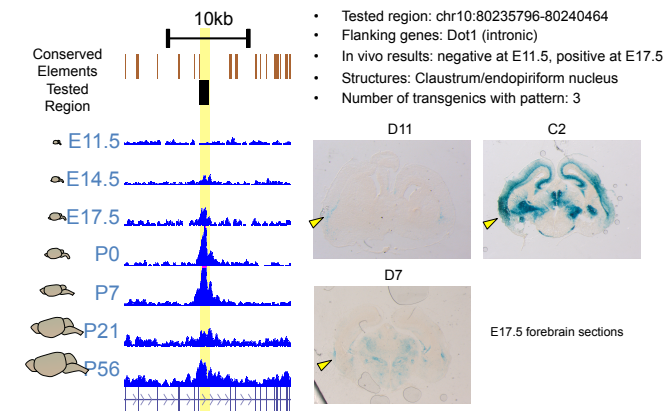 10kb
Conserved
Elements
Tested
Region
E11.5
E14.5
E17.5
P0
P7
P21
P56
• Tested region: chr10:80235796-80240464
• Flanking genes: Dot1 (intronic)
• In vivo results: negative at E11.5, positive at E17.5
• Structures: Claustrum/endopiriform nucleus
• Number of transgenics with pattern: 3
D11
C2
D7
E17.5 forebrain sections